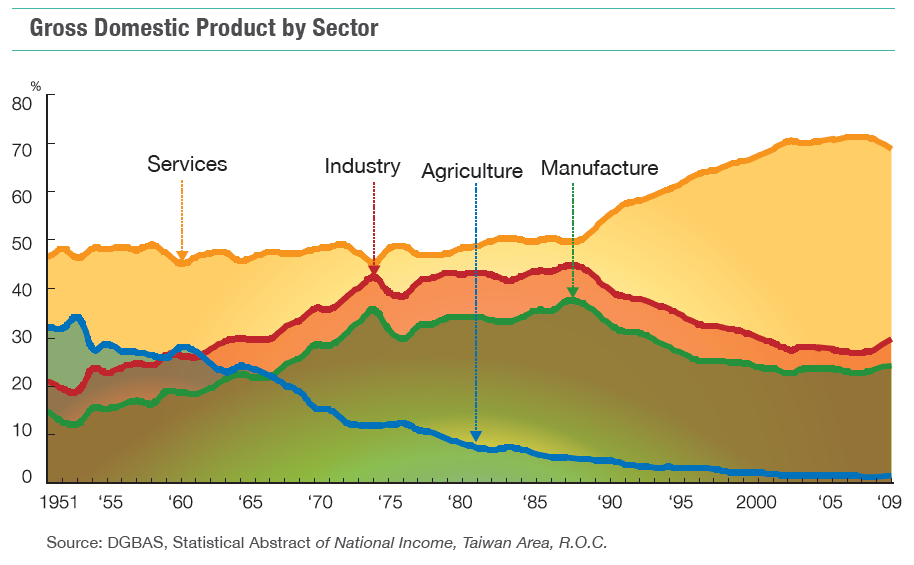 Gross Domestic Product by Sector
%
80
70
60
50
40
30
20
10
0
Services
Industry
Agriculture
Manufacture
1951 '55 '60 '65 '70 '75 '80 '85 '90 '95 2000 '05 '09
Source: DGBAS, Statistical Abstract of National Income, Taiwan Area, R.O.C.